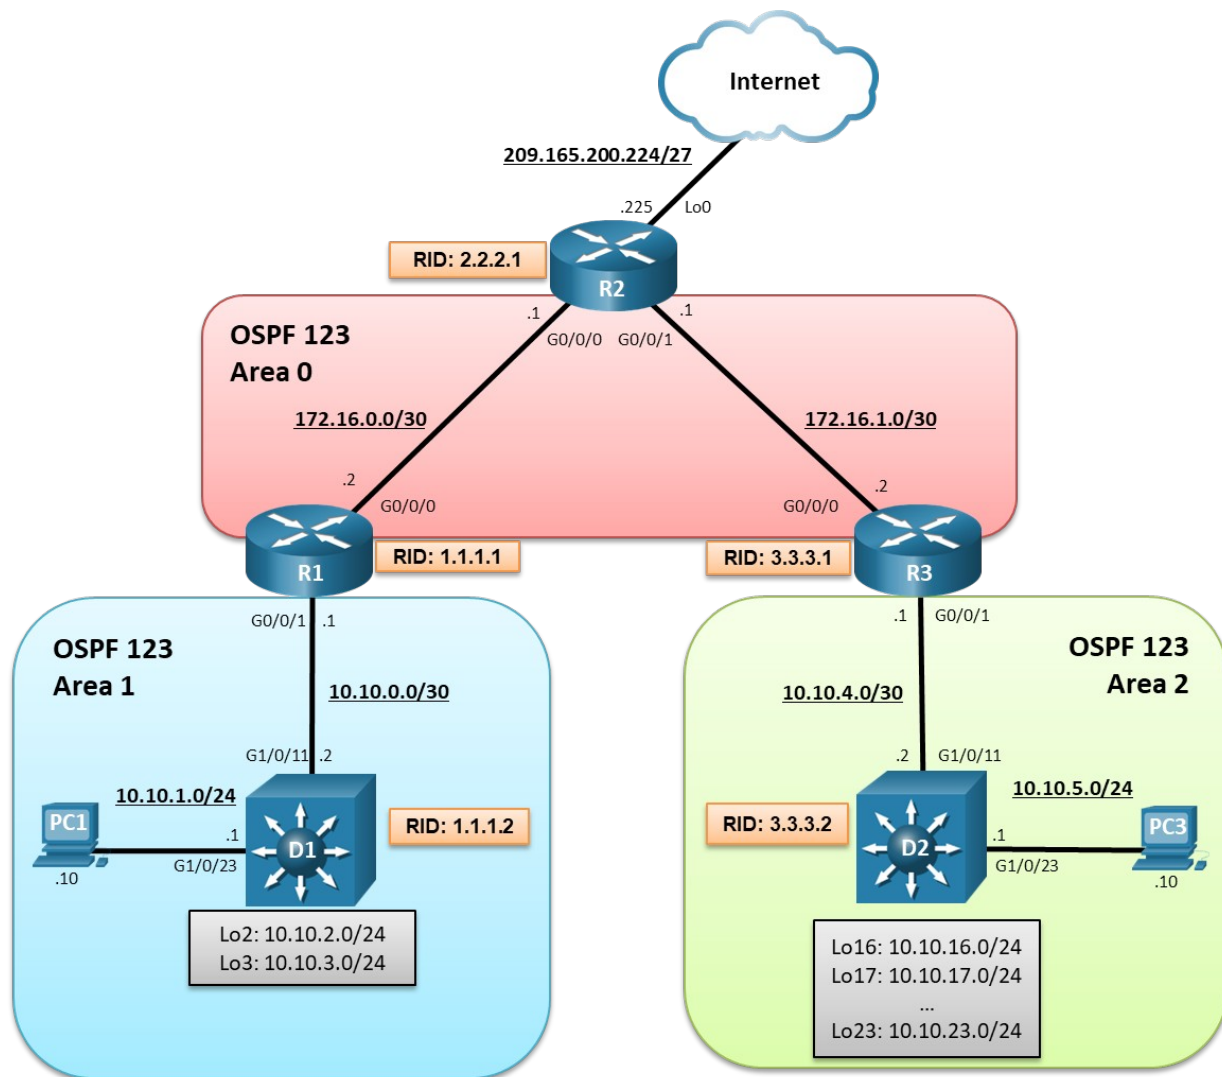 Internet
209.165.200.224/27
.225
Lo0
RID: 2.2.2.1
R2
OSPF 123
Area 0
.1
.1
G0/0/0
G0/0/1
172.16.0.0/30
172.16.1.0/30
.2
.2
G0/0/0
G0/0/0
R1
RID: 1.1.1.1
RID: 3.3.3.1
R3
OSPF 123
Area 1
G0/0/1
.1
10.10.0.0/30
G1/0/11
.2
10.10.1.0/24
PC1
.1
D1
RID: 1.1.1.2
G1/0/23
.10
Lo2: 10.10.2.0/24
Lo3: 10.10.3.0/24
.1
G0/0/1
OSPF 123
Area 2
10.10.4.0/30
.2
G1/0/11
10.10.5.0/24
RID: 3.3.3.2
D2
.1
PC3
G1/0/23
.10
Lo16: 10.10.16.0/24
Lo17: 10.10.17.0/24
...
Lo23: 10.10.23.0/24